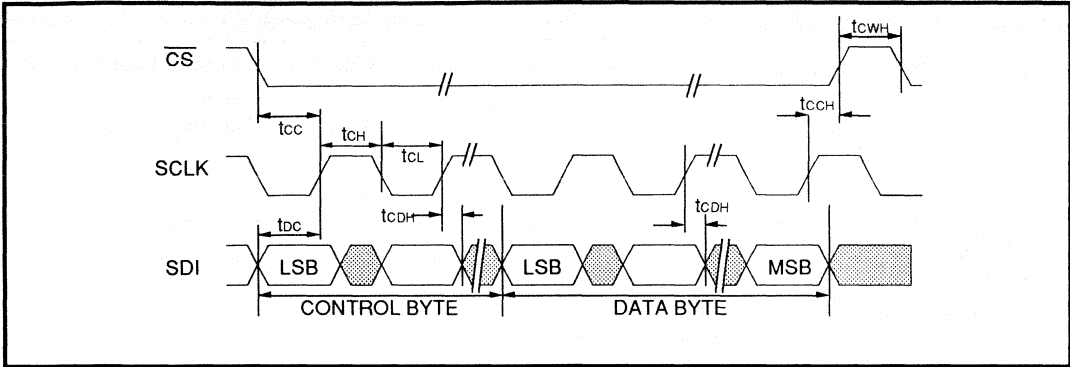 CS
tCWH
tCC
tCH
tCL
tCCH
SCLK
tCDH
tCDH
tDC
SDI
LSB
LSB
MSB
CONTROL BYTE
DATA BYTE